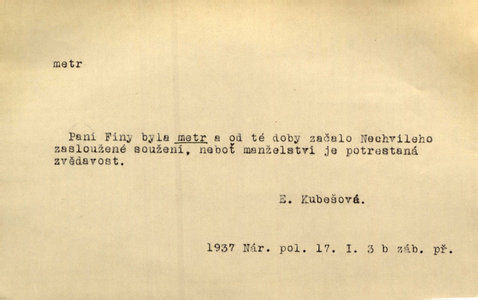 metr
Paní Finy byla metr a od té doby začalo Nechvíleho
zasloužené soužení, neboť manželství je potrestaná
zvědavost.
E. Kubešová.
1937 Nár. pol. 17. I. 3 b záb. př.